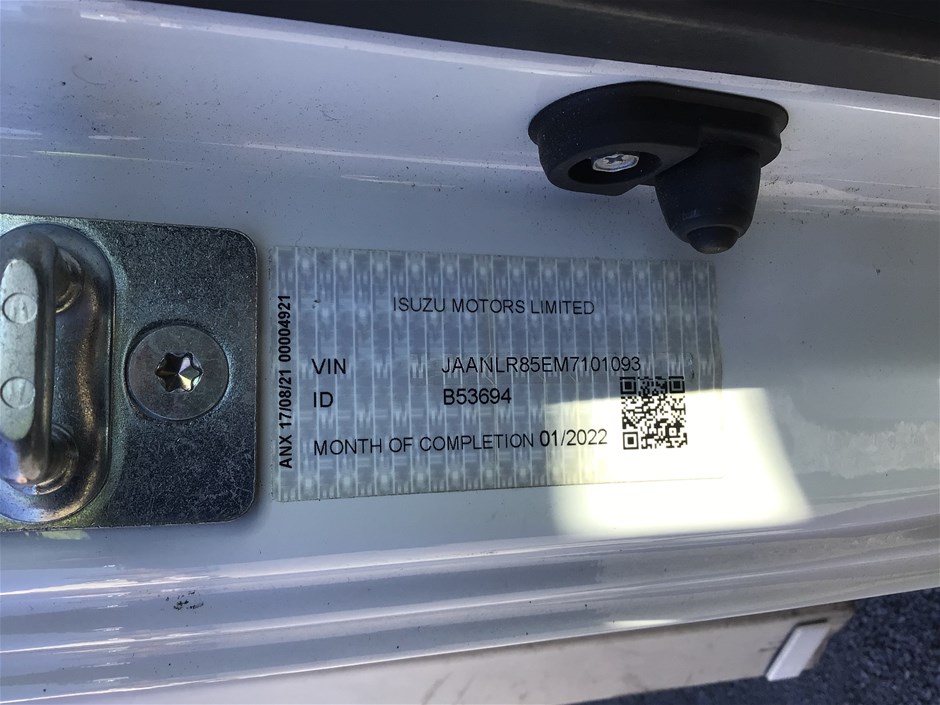 ISUZU MOTORS LIMITED
VIN JAANLR85EM7101093
ID B53694
MONTH OF COMPLETION 01/2022
ANX 17/08/21 00004921